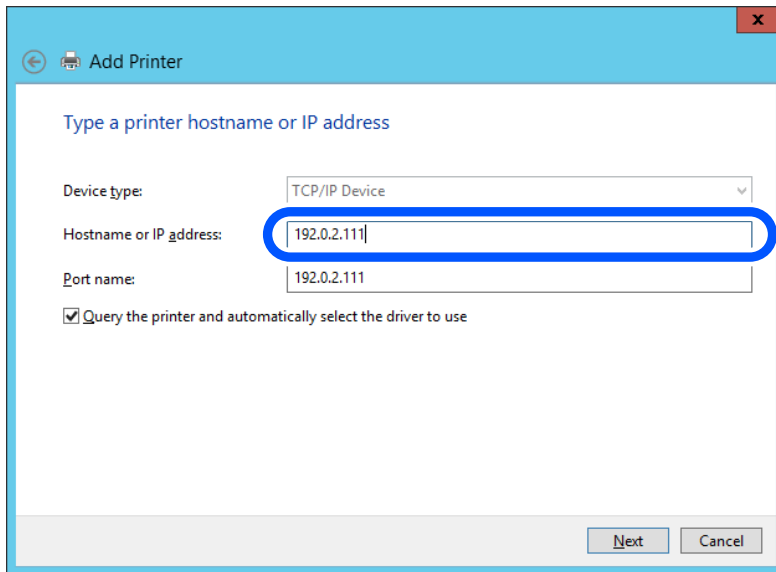 x
Add Printer
Type a printer hostname or IP address
Device type: TCP/IP Device
Hostname or IP address: 192.0.2.111
Port name: 192.0.2.111
Query the printer and automatically select the driver to use
Next Cancel